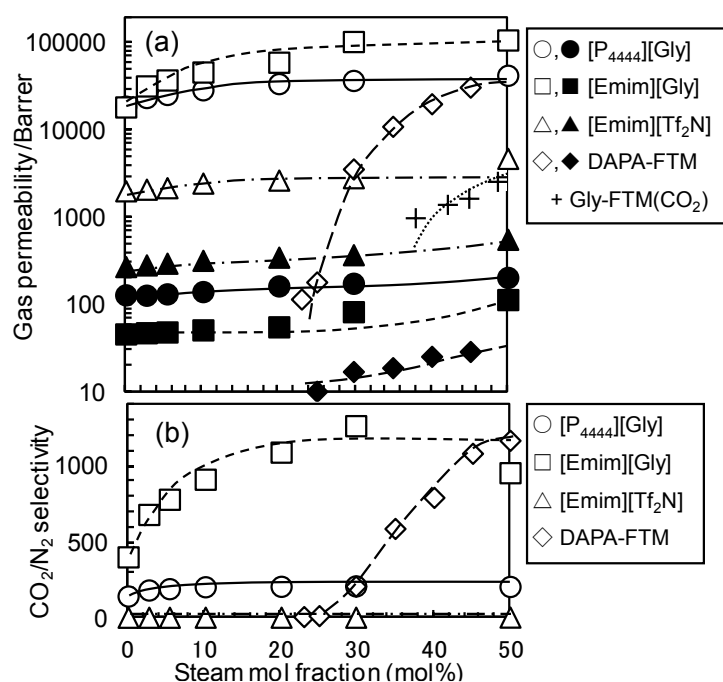 (a)
Gas permeability/Barrer
100000
10000
1000
100
10
○,● [P₄₄₄₄][Gly]
□,■ [Emim][Gly]
△,▲ [Emim][Tf₂N]
◇,◆ DAPA-FTM
+ Gly-FTM(CO₂)
(b)
CO₂/N₂ selectivity
1000
500
0
0 10 20 30 40 50
Steam mol fraction (mol%)
○ [P₄₄₄₄][Gly]
□ [Emim][Gly]
△ [Emim][Tf₂N]
◇ DAPA-FTM